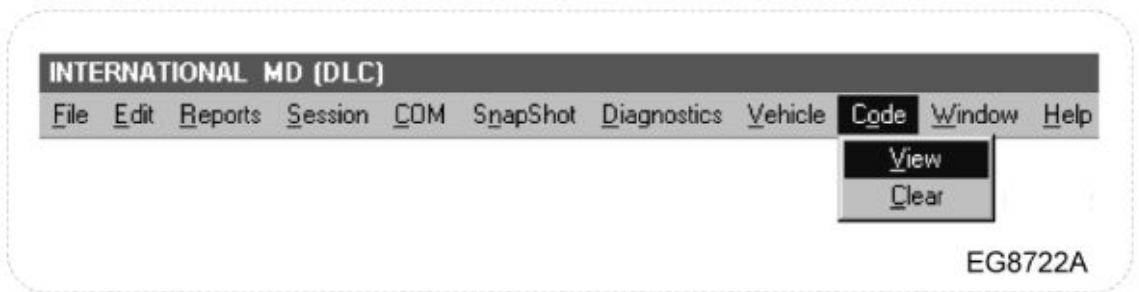 INTERNATIONAL MD (DLC)
File Edit Reports Session COM SnapShot Diagnostics Vehicle Code Window Help
View
Clear
EG8722A